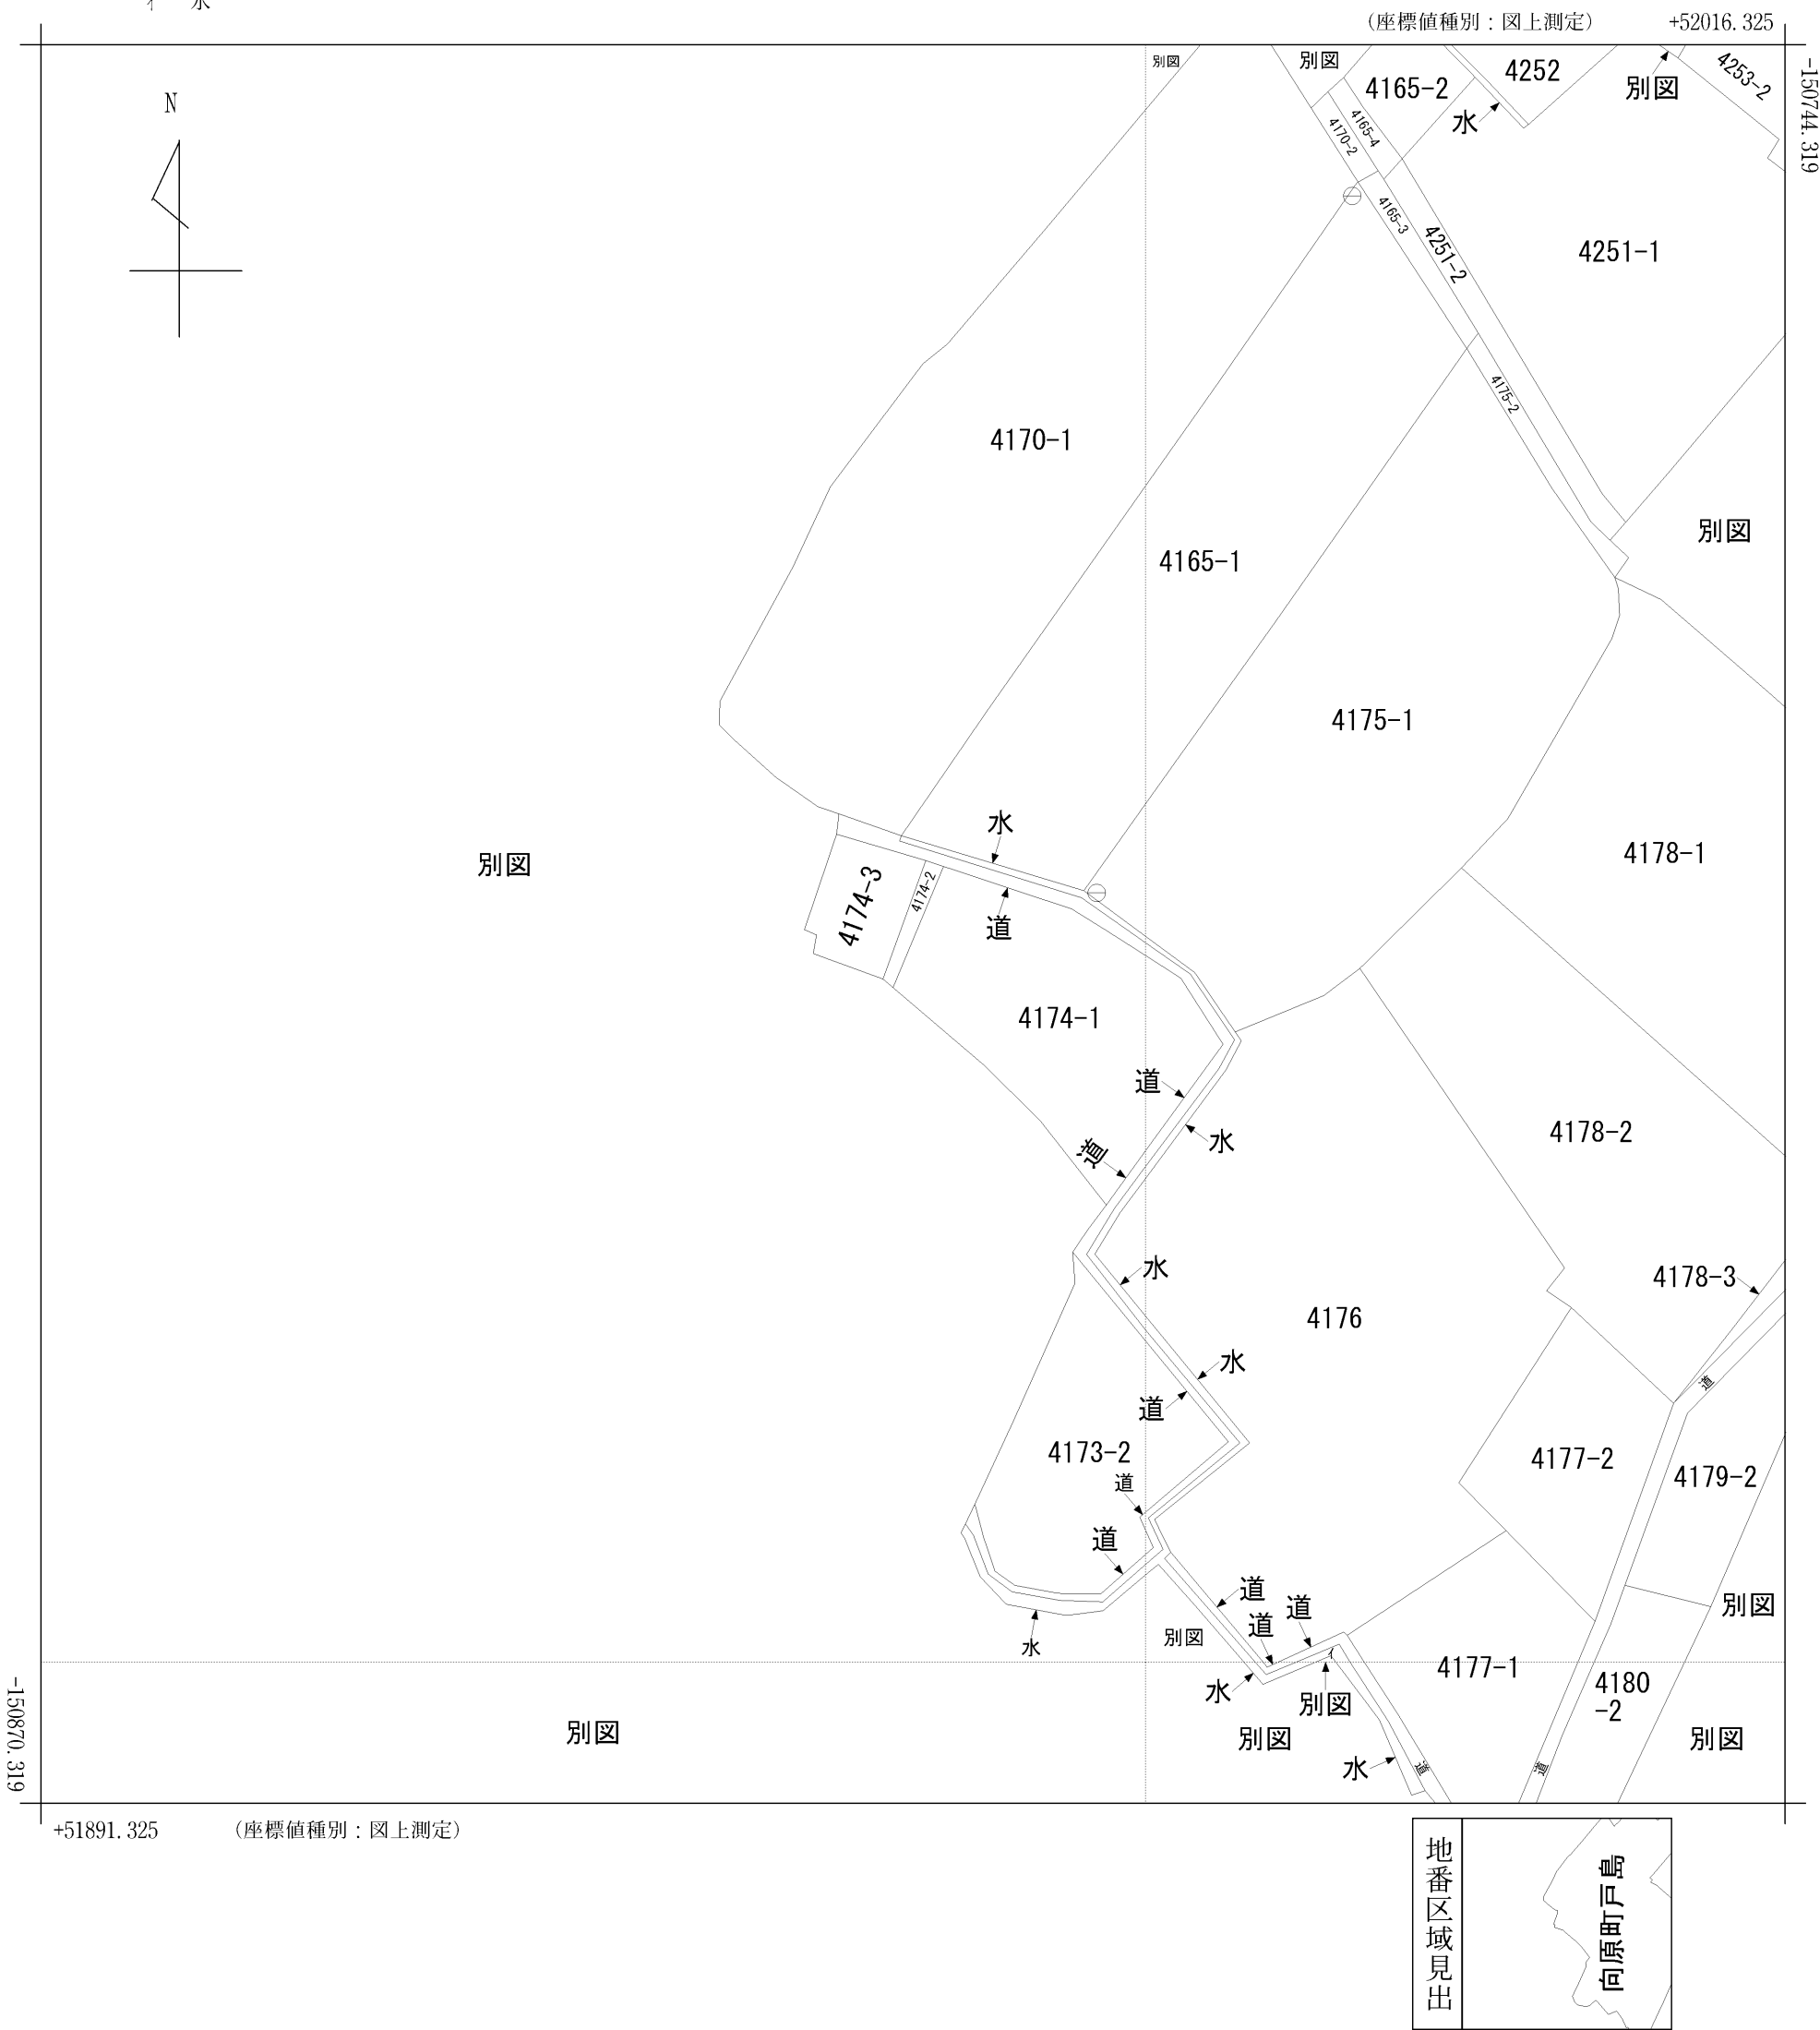 イ 水
(座標値種別：図上測定)
+52016.325
-150744.319
N
別図
別図
4165-2
4252
別図
4253-2
水
4170-2
4165-4
4165-3
4251-2
4251-1
4175-2
4170-1
別図
4165-1
4175-1
水
4178-1
別図
4174-3
4174-2
道
4174-1
道
水
4178-2
道
水
4178-3
4176
水
道
道
4173-2
道
4177-2
4179-2
道
道
道
道
別図
水
別図
イ
4177-1
4180
-2
水
別図
別図
別図
別図
水
道
道
-150870.319
+51891.325
(座標値種別：図上測定)
地番区域見出
向原町戸島